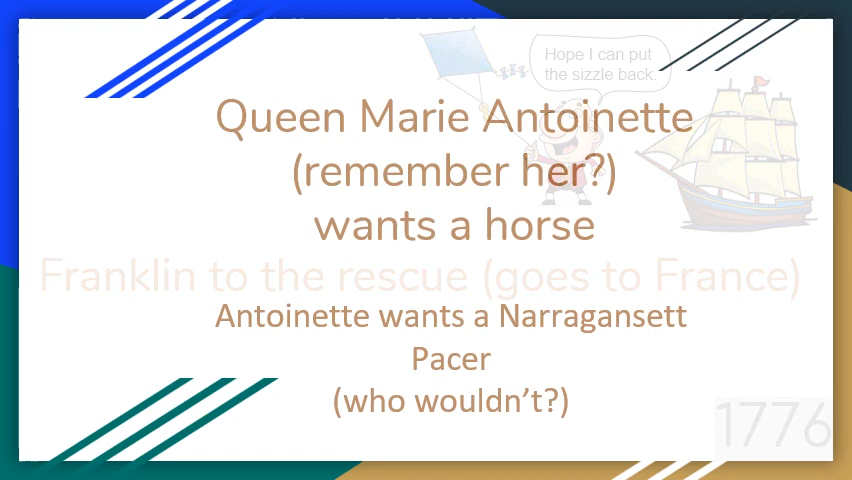 Hope I can put
the sizzle back.
Queen Marie Antoinette
(remember her?)
wants a horse
Franklin to the rescue (goes to France)
Antoinette wants a Narragansett
Pacer
(who wouldn't?)
1776